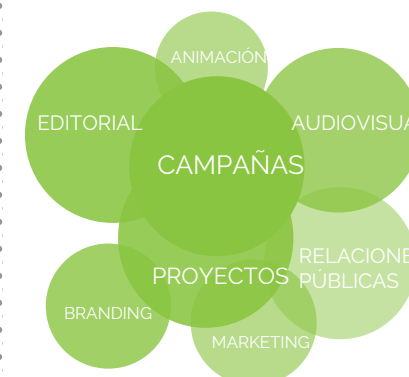 ANIMACIÓN
EDITORIAL
AUDIOVISUA
CAMPAÑAS
PROYECTOS
RELACIONE
PÚBLICAS
BRANDING
MARKETING